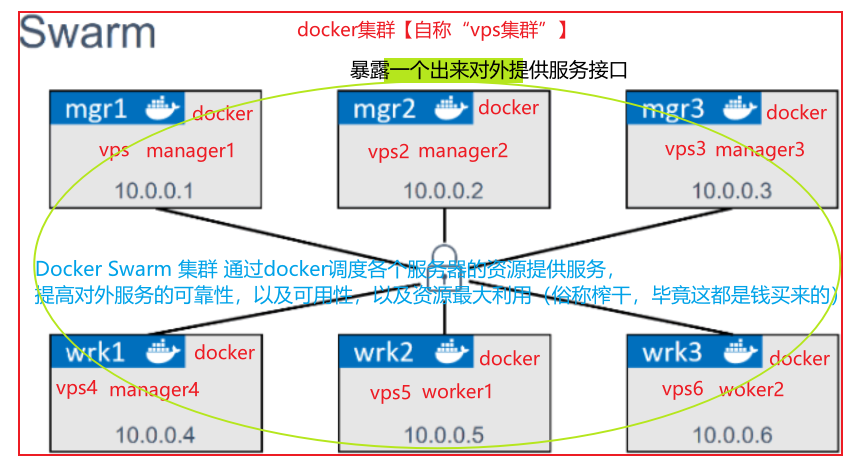 Swarm
docker集群【自称“vps集群”】
暴露一个出来对外提供服务接口
mgr1 docker
vps manager1
10.0.0.1
mgr2 docker
vps2 manager2
10.0.0.2
mgr3 docker
vps3 manager3
10.0.0.3
Docker Swarm 集群 通过docker调度各个服务器的资源提供服务，
提高对外服务的可靠性，以及可用性，以及资源最大利用（俗称榨干，毕竟这都是钱买来的）
wrk1 docker
vps4 manager4
10.0.0.4
wrk2 docker
vps5 worker1
10.0.0.5
wrk3 docker
vps6 woker2
10.0.0.6